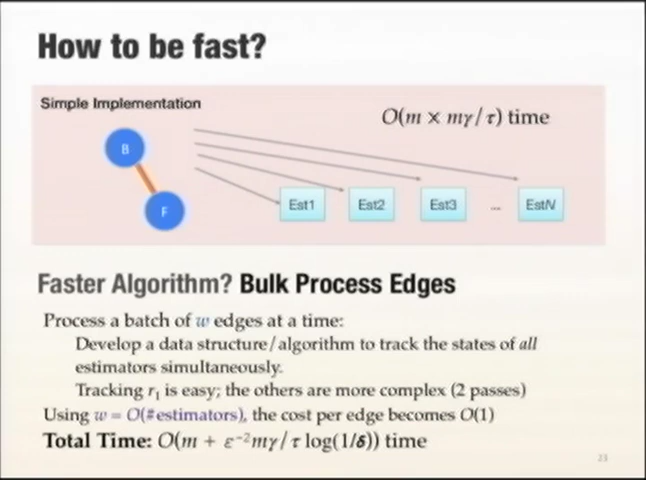 How to be fast?
Simple Implementation
O(m × mγ/τ) time
B
F
Est1 Est2 Est3 ... EstN
Faster Algorithm? Bulk Process Edges
Process a batch of w edges at a time:
Develop a data structure/algorithm to track the states of all
estimators simultaneously.
Tracking r₁ is easy; the others are more complex (2 passes)
Using w = O(#estimators), the cost per edge becomes O(1)
Total Time: O(m + ε⁻²mγ/τ log(1/δ)) time
23